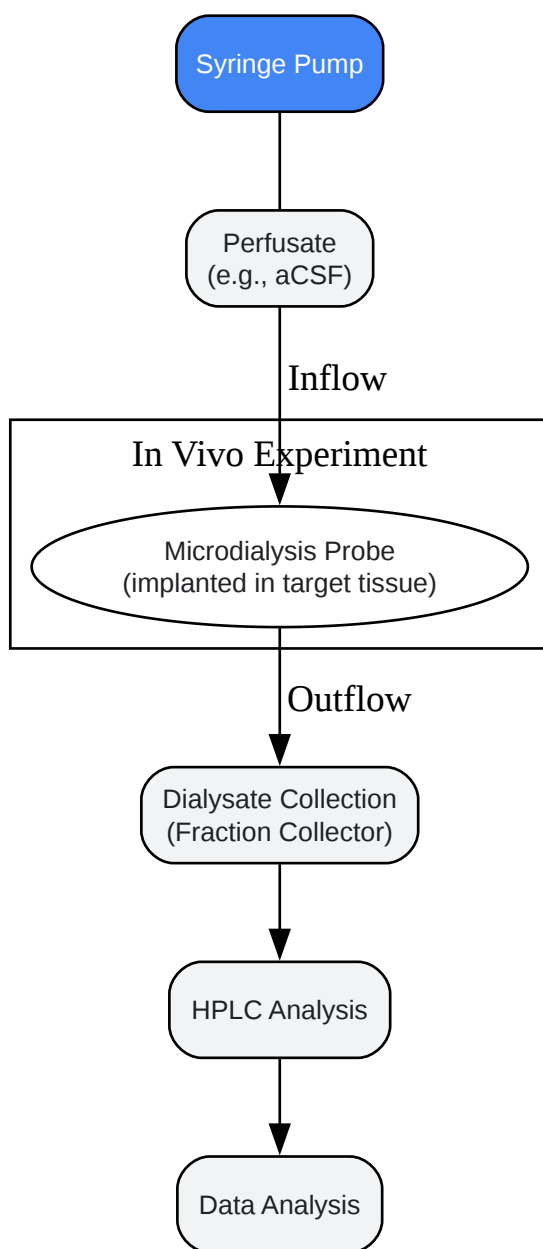 Syringe Pump
Perfusate
(e.g., aCSF)
Inflow
In Vivo Experiment
Microdialysis Probe
(implanted in target tissue)
Outflow
Dialysate Collection
(Fraction Collector)
HPLC Analysis
Data Analysis